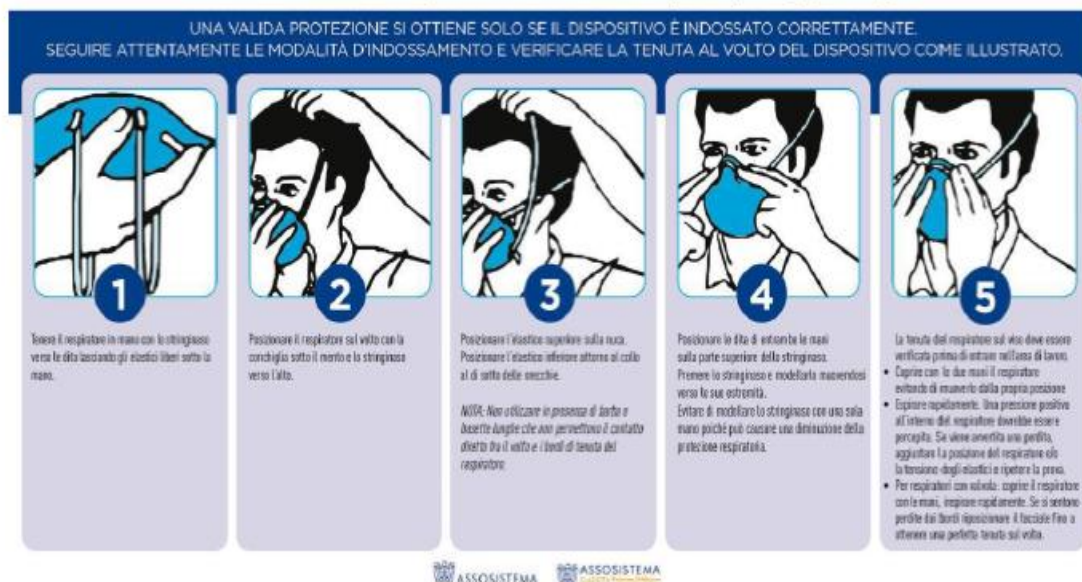 UNA VALIDA PROTEZIONE SI OTTIENE SOLO SE IL DISPOSITIVO È INDOSSATO CORRETTAMENTE.
SEGUIRE ATTENTAMENTE LE MODALITÀ D'INDOSSAMENTO E VERIFICARE LA TENUTA AL VOLTO DEL DISPOSITIVO COME ILLUSTRATO.
1
Tenere il respiratore in mano con lo stringinaso
verso le dita lasciando gli elastici liberi sotto la
mano.
2
Posizionare il respiratore sul volto con la
conchiglia sotto il mento e lo stringinaso
verso l'alto.
3
Posizionare l'elastico superiore sulla nuca.
Posizionare l'elastico inferiore attorno al collo
al di sotto delle orecchie.
NOTA: Non utilizzare in presenza di barba o
basette lunghe che non permettono il contatto
diretto tra il volto e i bordi di tenuta del
respiratore.
4
Posizionare le dita di entrambe le mani
sulla parte superiore dello stringinaso.
Premere lo stringinaso e modellarlo muovendosi
verso le sue estremità.
Evitare di modellare lo stringinaso con una sola
mano poiché può causare una diminuzione della
protezione respiratoria.
5
La tenuta del respiratore sul viso deve essere
verificata prima di entrare nell'area di lavoro.
• Coprire con le due mani il respiratore
evitando di muoverlo dalla propria posizione
• Espirare rapidamente. Una pressione positiva
all'interno del respiratore dovrebbe essere
percepita. Se viene avvertita una perdita,
aggiustare la posizione del respiratore e/o
la tensione degli elastici e ripetere la prova.
• Per respiratori con valvola: coprire il respiratore
con le mani, inspirare rapidamente. Se si sentono
perdite dai bordi riposizionare il facciale fino a
ottenere una perfetta tenuta sul volto.
ASSOSISTEMA
ASSOSISTEMA